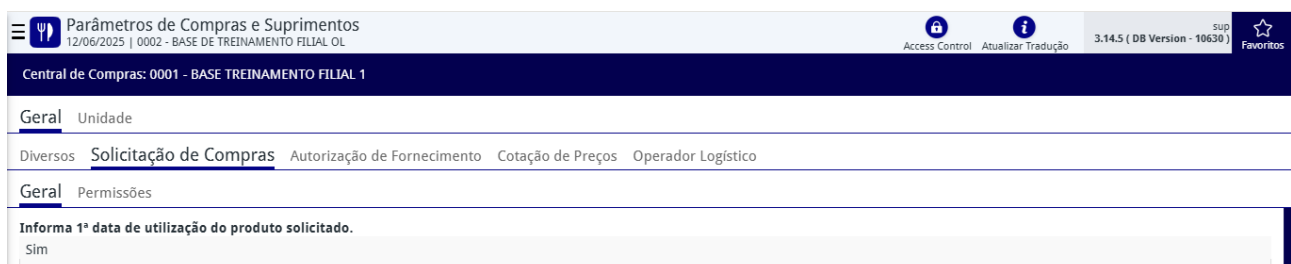 Parâmetros de Compras e Suprimentos
12/06/2025 | 0002 - BASE DE TREINAMENTO FILIAL OL
Access Control
Atualizar Tradução
sup
3.14.5 ( DB Version - 10630 )
Favoritos
Central de Compras: 0001 - BASE TREINAMENTO FILIAL 1
Geral Unidade
Diversos Solicitação de Compras Autorização de Fornecimento Cotação de Preços Operador Logístico
Geral Permissões
Informa 1ª data de utilização do produto solicitado.
Sim